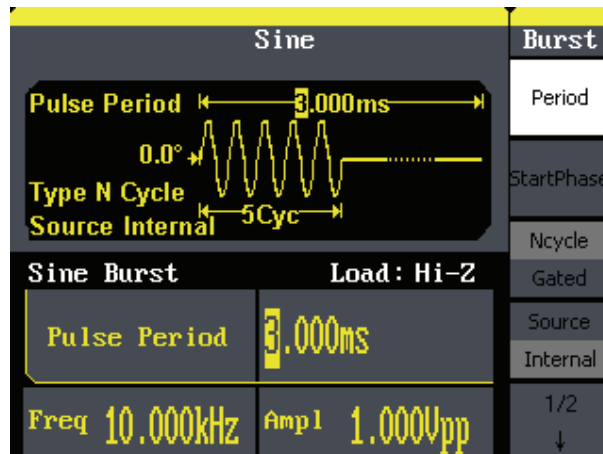 Sine
Burst
Pulse Period 3.000ms
Period
0.0°
Type N Cycle
StartPhase
Source Internal 5Cyc
Ncycle
Sine Burst Load: Hi-Z
Gated
Pulse Period 3.000ms
Source
Internal
Freq 10.000kHz Ampl 1.000Vpp
1/2
↓